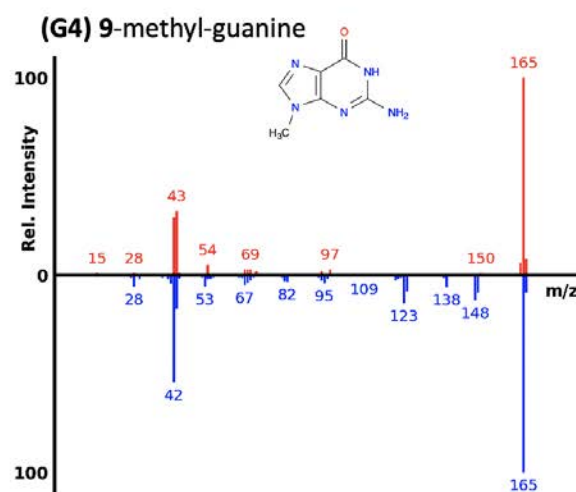 (G4) 9-methyl-guanine
O
N
NH
N
N
NH₂
H₃C
100
Rel. Intensity
0
100
m/z
15
28
43
54
69
97
150
165
28
42
53
67
82
95
109
123
138
148
165